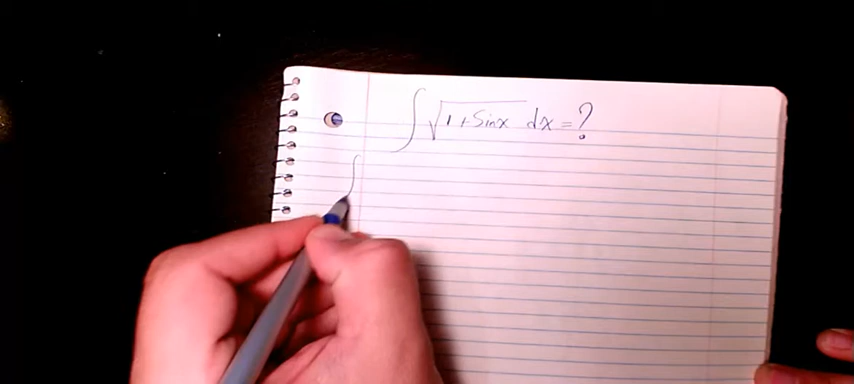 ∫ √1+Sinx dx = ?
∫